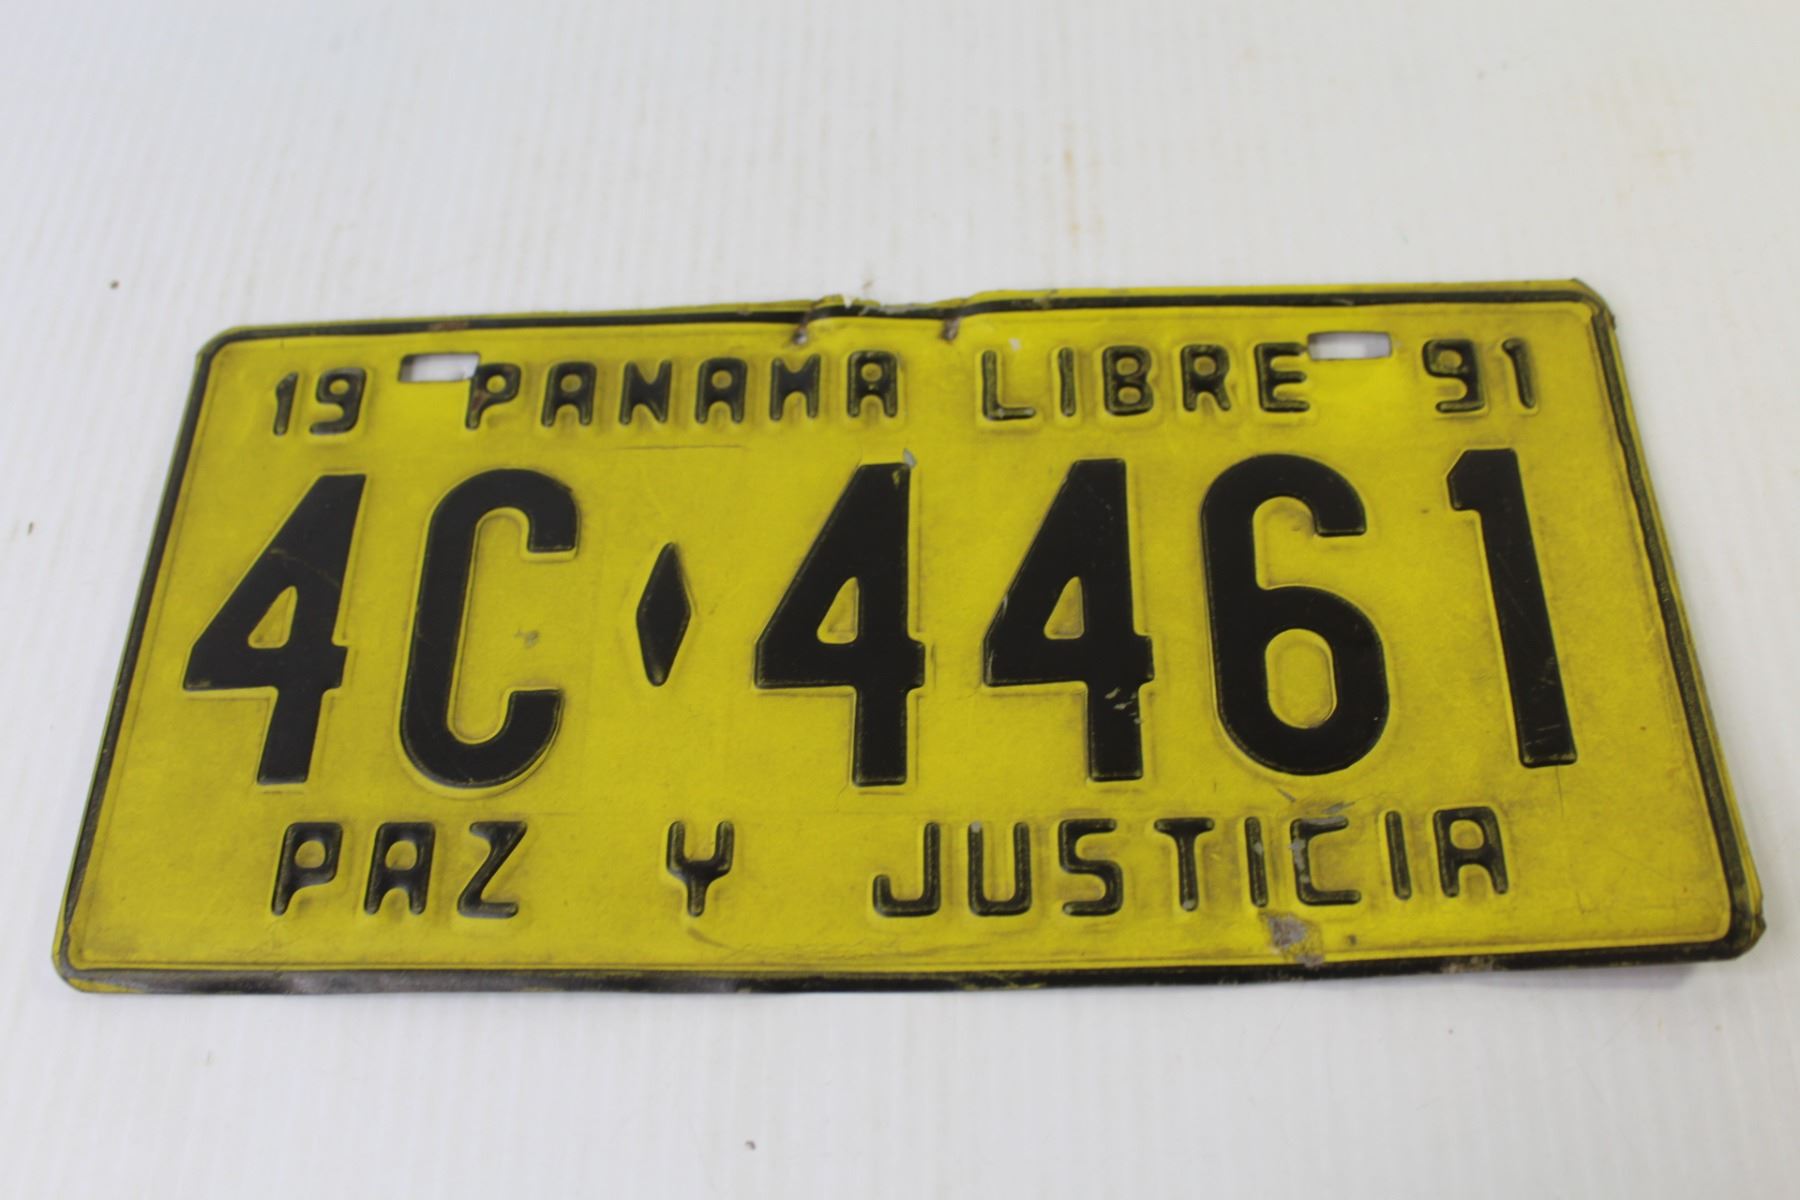 19 PANAMA LIBRE 91
4C♦4461
PAZ Y JUSTICIA